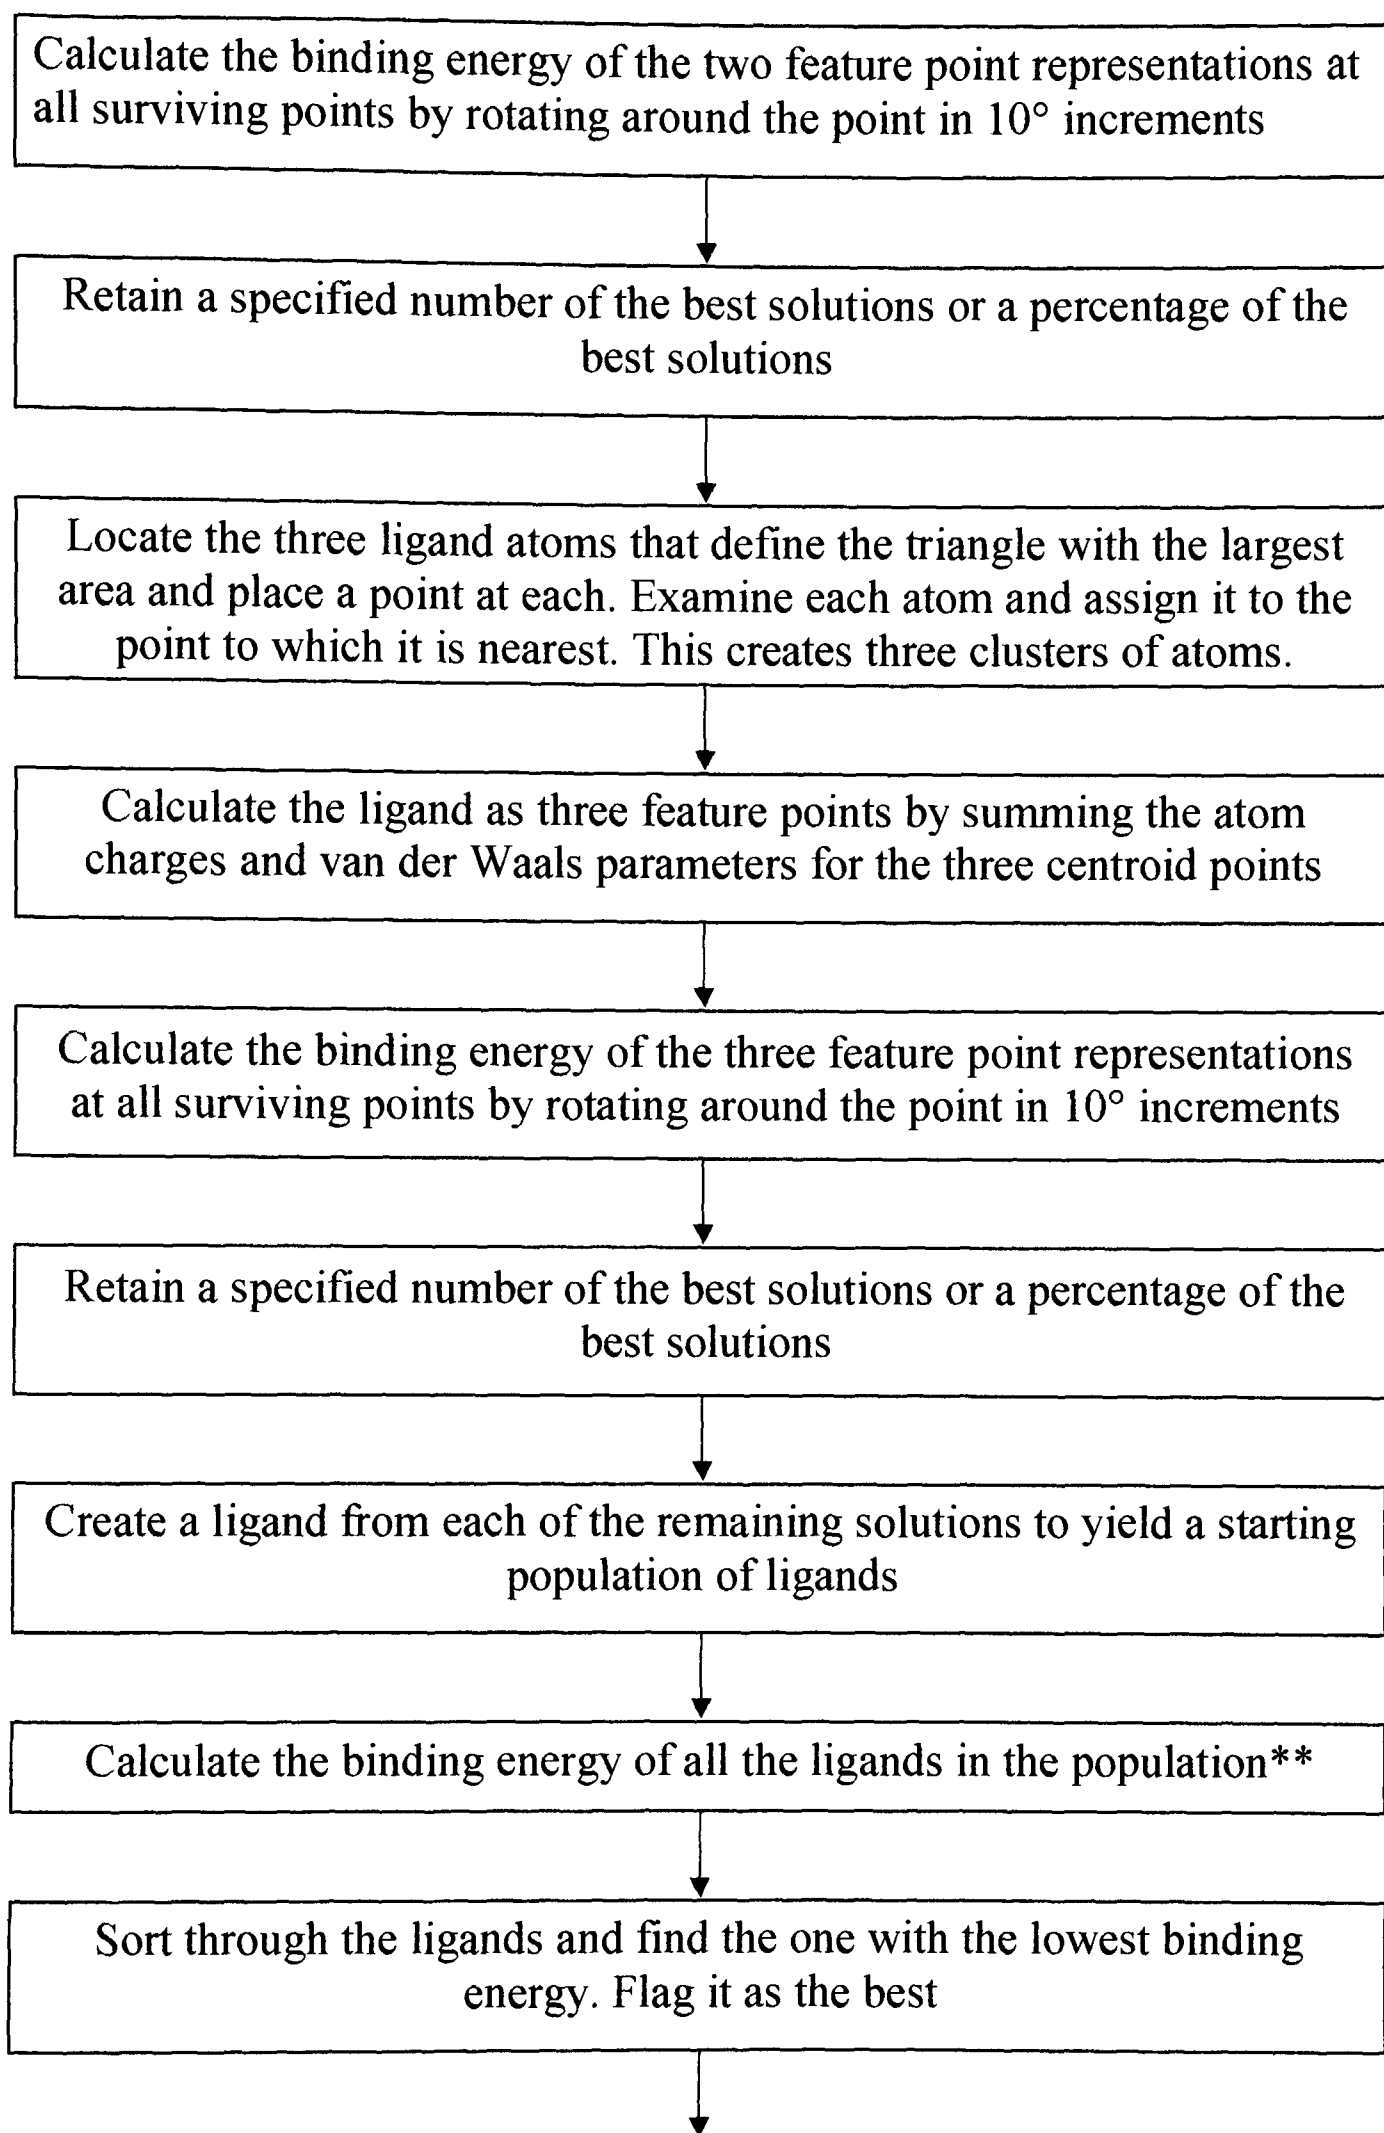 Calculate the binding energy of the two feature point representations at
all surviving points by rotating around the point in 10° increments
Retain a specified number of the best solutions or a percentage of the
best solutions
Locate the three ligand atoms that define the triangle with the largest
area and place a point at each. Examine each atom and assign it to the
point to which it is nearest. This creates three clusters of atoms.
Calculate the ligand as three feature points by summing the atom
charges and van der Waals parameters for the three centroid points
Calculate the binding energy of the three feature point representations
at all surviving points by rotating around the point in 10° increments
Retain a specified number of the best solutions or a percentage of the
best solutions
Create a ligand from each of the remaining solutions to yield a starting
population of ligands
Calculate the binding energy of all the ligands in the population**
Sort through the ligands and find the one with the lowest binding
energy. Flag it as the best